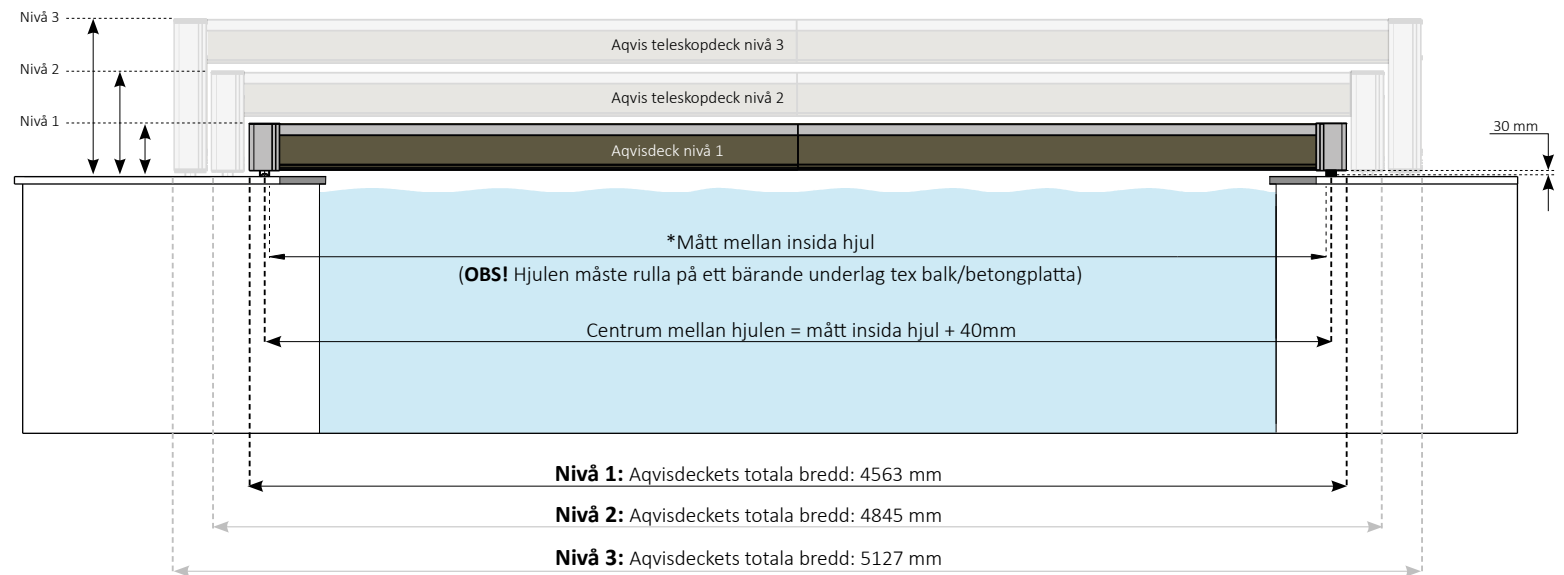 Nivå 3
Aqvis teleskopdeck nivå 3
Nivå 2
Aqvis teleskopdeck nivå 2
Nivå 1
30 mm
Aqvisdeck nivå 1
*Mått mellan insida hjul
(OBS! Hjulen måste rulla på ett bärande underlag tex balk/betongplatta)
Centrum mellan hjulen = mått insida hjul + 40mm
Nivå 1: Aqvisdeckets totala bredd: 4563 mm
Nivå 2: Aqvisdeckets totala bredd: 4845 mm
Nivå 3: Aqvisdeckets totala bredd: 5127 mm